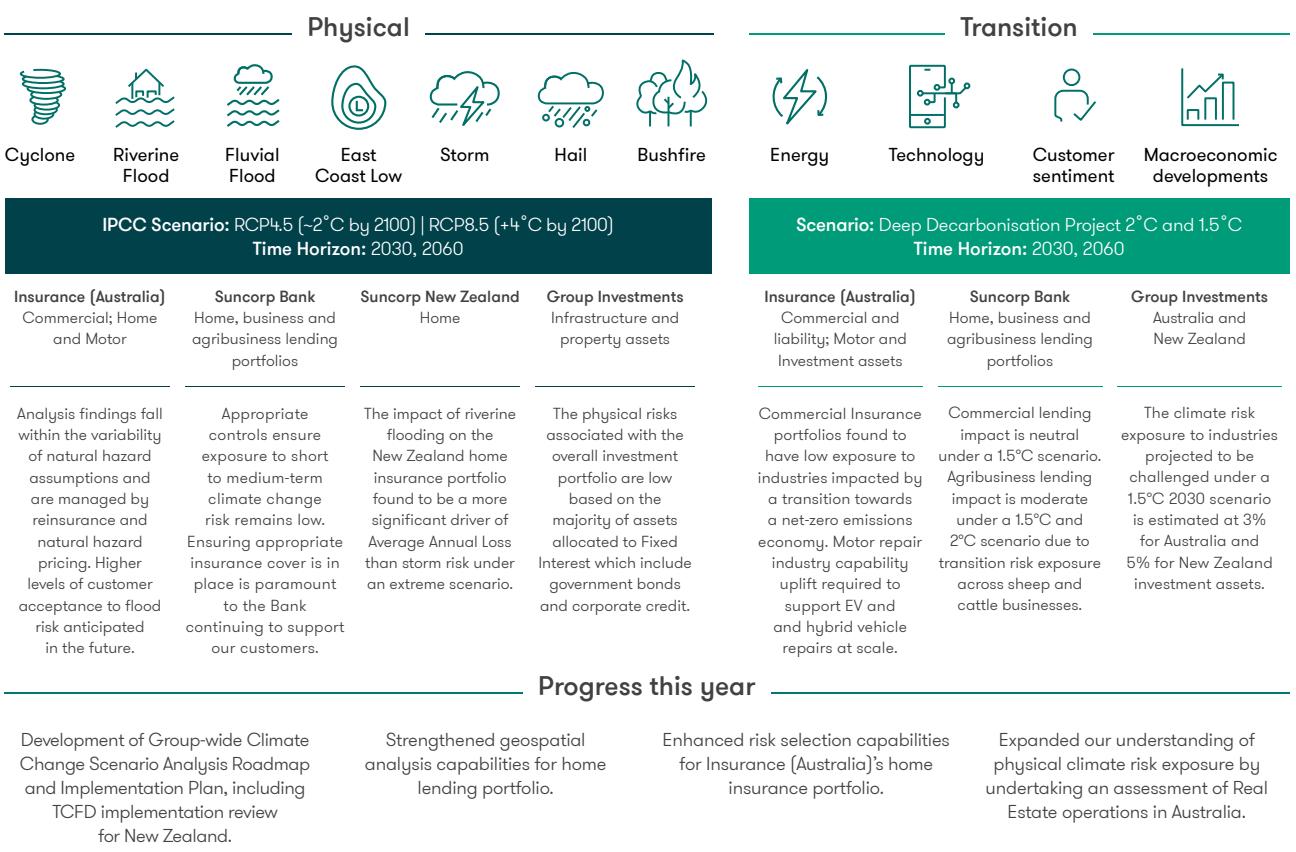 Physical
Cyclone
Riverine
Flood
Fluvial
Flood
East
Coast Low
L
Storm
Hail
Bushfire
IPCC Scenario: RCP4.5 (~2˚C by 2100) | RCP8.5 (+4˚C by 2100)
Time Horizon: 2030, 2060
Insurance (Australia)
Commercial; Home
and Motor
Analysis findings fall
within the variability
of natural hazard
assumptions and
are managed by
reinsurance and
natural hazard
pricing. Higher
levels of customer
acceptance to flood
risk anticipated
in the future.
Suncorp Bank
Home, business and
agribusiness lending
portfolios
Appropriate
controls ensure
exposure to short
to medium-term
climate change
risk remains low.
Ensuring appropriate
insurance cover is in
place is paramount
to the Bank
continuing to support
our customers.
Suncorp New Zealand
Home
The impact of riverine
flooding on the
New Zealand home
insurance portfolio
found to be a more
significant driver of
Average Annual Loss
than storm risk under
an extreme scenario.
Group Investments
Infrastructure and
property assets
The physical risks
associated with the
overall investment
portfolio are low
based on the
majority of assets
allocated to Fixed
Interest which include
government bonds
and corporate credit.
Transition
Energy
Technology
Customer
sentiment
Macroeconomic
developments
Scenario: Deep Decarbonisation Project 2˚C and 1.5˚C
Time Horizon: 2030, 2060
Insurance (Australia)
Commercial and
liability; Motor and
Investment assets
Commercial Insurance
portfolios found to
have low exposure to
industries impacted by
a transition towards
a net-zero emissions
economy. Motor repair
industry capability
uplift required to
support EV and
and hybrid vehicle
repairs at scale.
Suncorp Bank
Home, business and
agribusiness lending
portfolios
Commercial lending
impact is neutral
under a 1.5°C scenario.
Agribusiness lending
impact is moderate
under a 1.5°C and
2°C scenario due to
transition risk exposure
across sheep and
cattle businesses.
Group Investments
Australia and
New Zealand
The climate risk
exposure to industries
projected to be
challenged under a
1.5°C 2030 scenario
is estimated at 3%
for Australia and
5% for New Zealand
investment assets.
Progress this year
Development of Group-wide Climate
Change Scenario Analysis Roadmap
and Implementation Plan, including
TCFD implementation review
for New Zealand.
Strengthened geospatial
analysis capabilities for home
lending portfolio.
Enhanced risk selection capabilities
for Insurance (Australia)'s home
insurance portfolio.
Expanded our understanding of
physical climate risk exposure by
undertaking an assessment of Real
Estate operations in Australia.